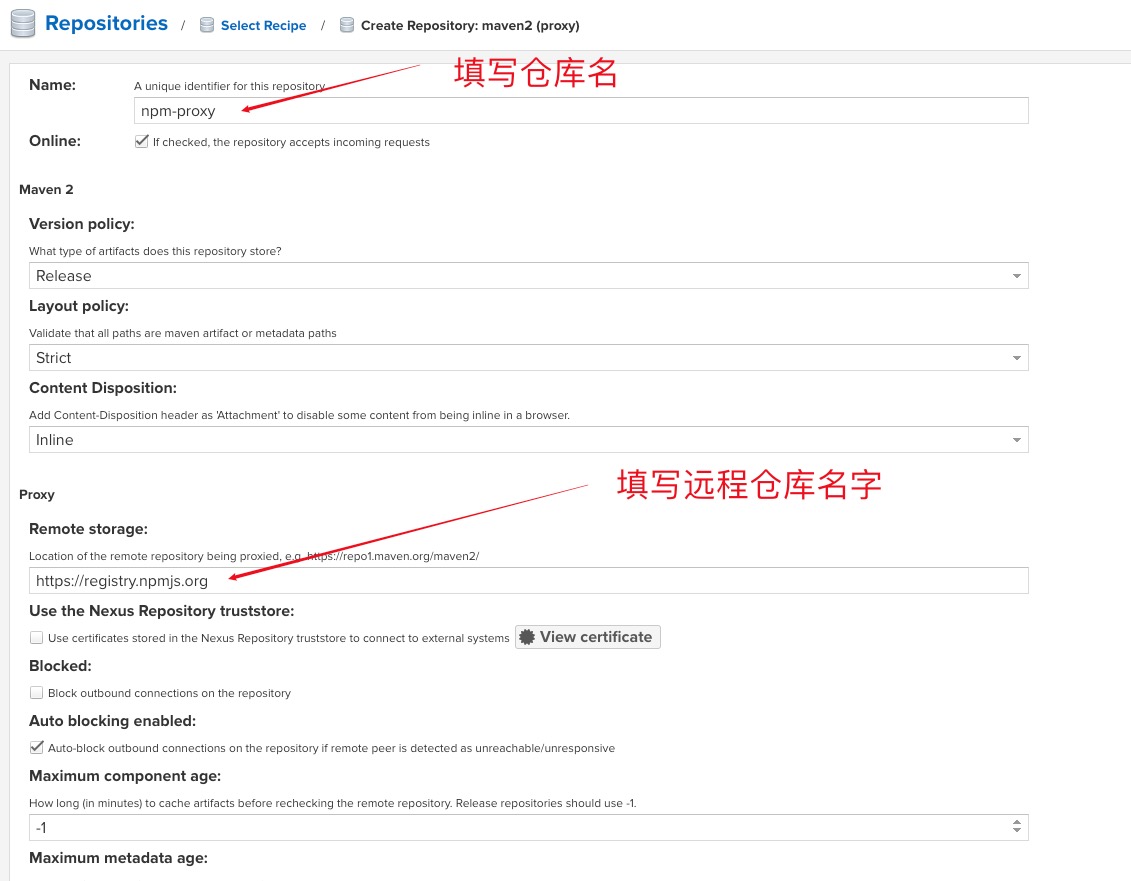 Repositories / Select Recipe / Create Repository: maven2 (proxy)
填写仓库名
Name: A unique identifier for this repository
npm-proxy
Online: If checked, the repository accepts incoming requests
Maven 2
Version policy:
What type of artifacts does this repository store?
Release
Layout policy:
Validate that all paths are maven artifact or metadata paths
Strict
Content Disposition:
Add Content-Disposition header as 'Attachment' to disable some content from being inline in a browser.
Inline
填写远程仓库名字
Proxy
Remote storage:
Location of the remote repository being proxied, e.g. https://repo1.maven.org/maven2/
https://registry.npmjs.org
Use the Nexus Repository truststore:
Use certificates stored in the Nexus Repository truststore to connect to external systems View certificate
Blocked:
Block outbound connections on the repository
Auto blocking enabled:
Auto-block outbound connections on the repository if remote peer is detected as unreachable/unresponsive
Maximum component age:
How long (in minutes) to cache artifacts before rechecking the remote repository. Release repositories should use -1.
-1
Maximum metadata age: